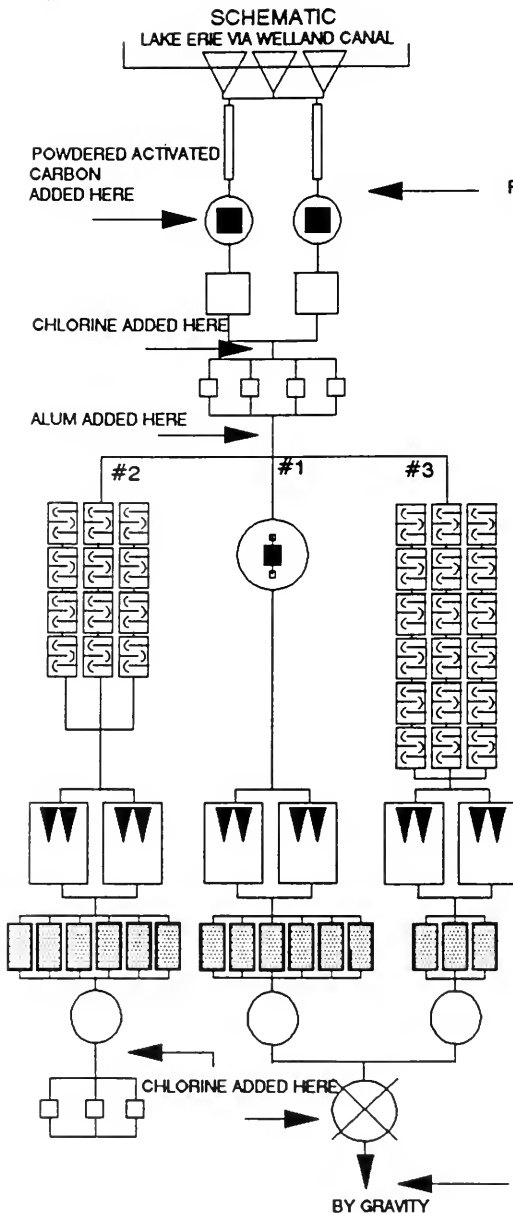 SCHEMATIC
LAKE ERIE VIA WELLAND CANAL
POWDERED ACTIVATED
CARBON
ADDED HERE
CHLORINE ADDED HERE
ALUM ADDED HERE
#2
#1
#3
CHLORINE ADDED HERE
BY GRAVITY